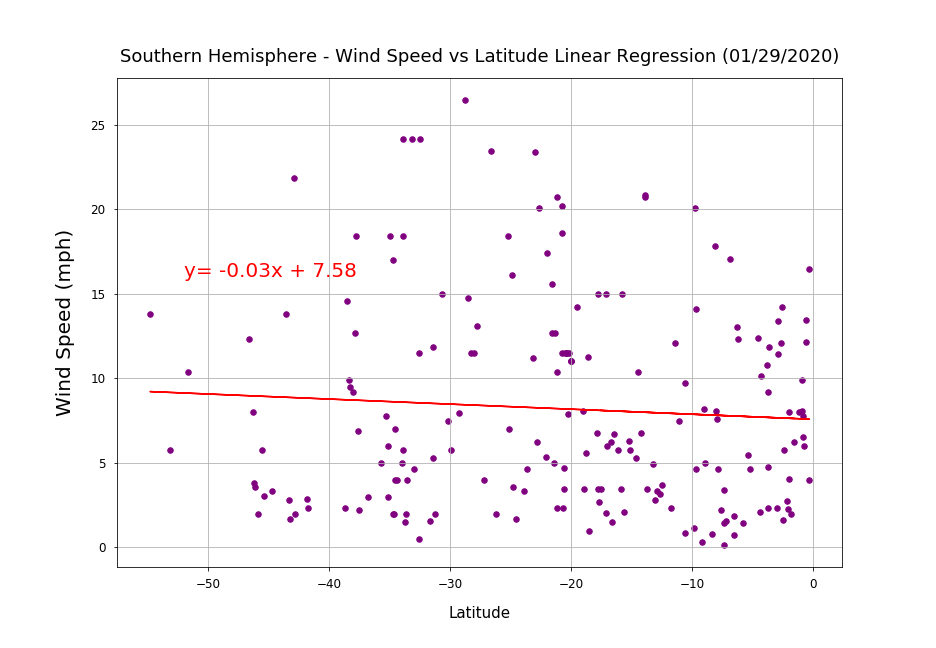 Southern Hemisphere - Wind Speed vs Latitude Linear Regression (01/29/2020)
Wind Speed (mph)
25
20
15
10
5
0
y= -0.03x + 7.58
−50 −40 −30 −20 −10 0
Latitude